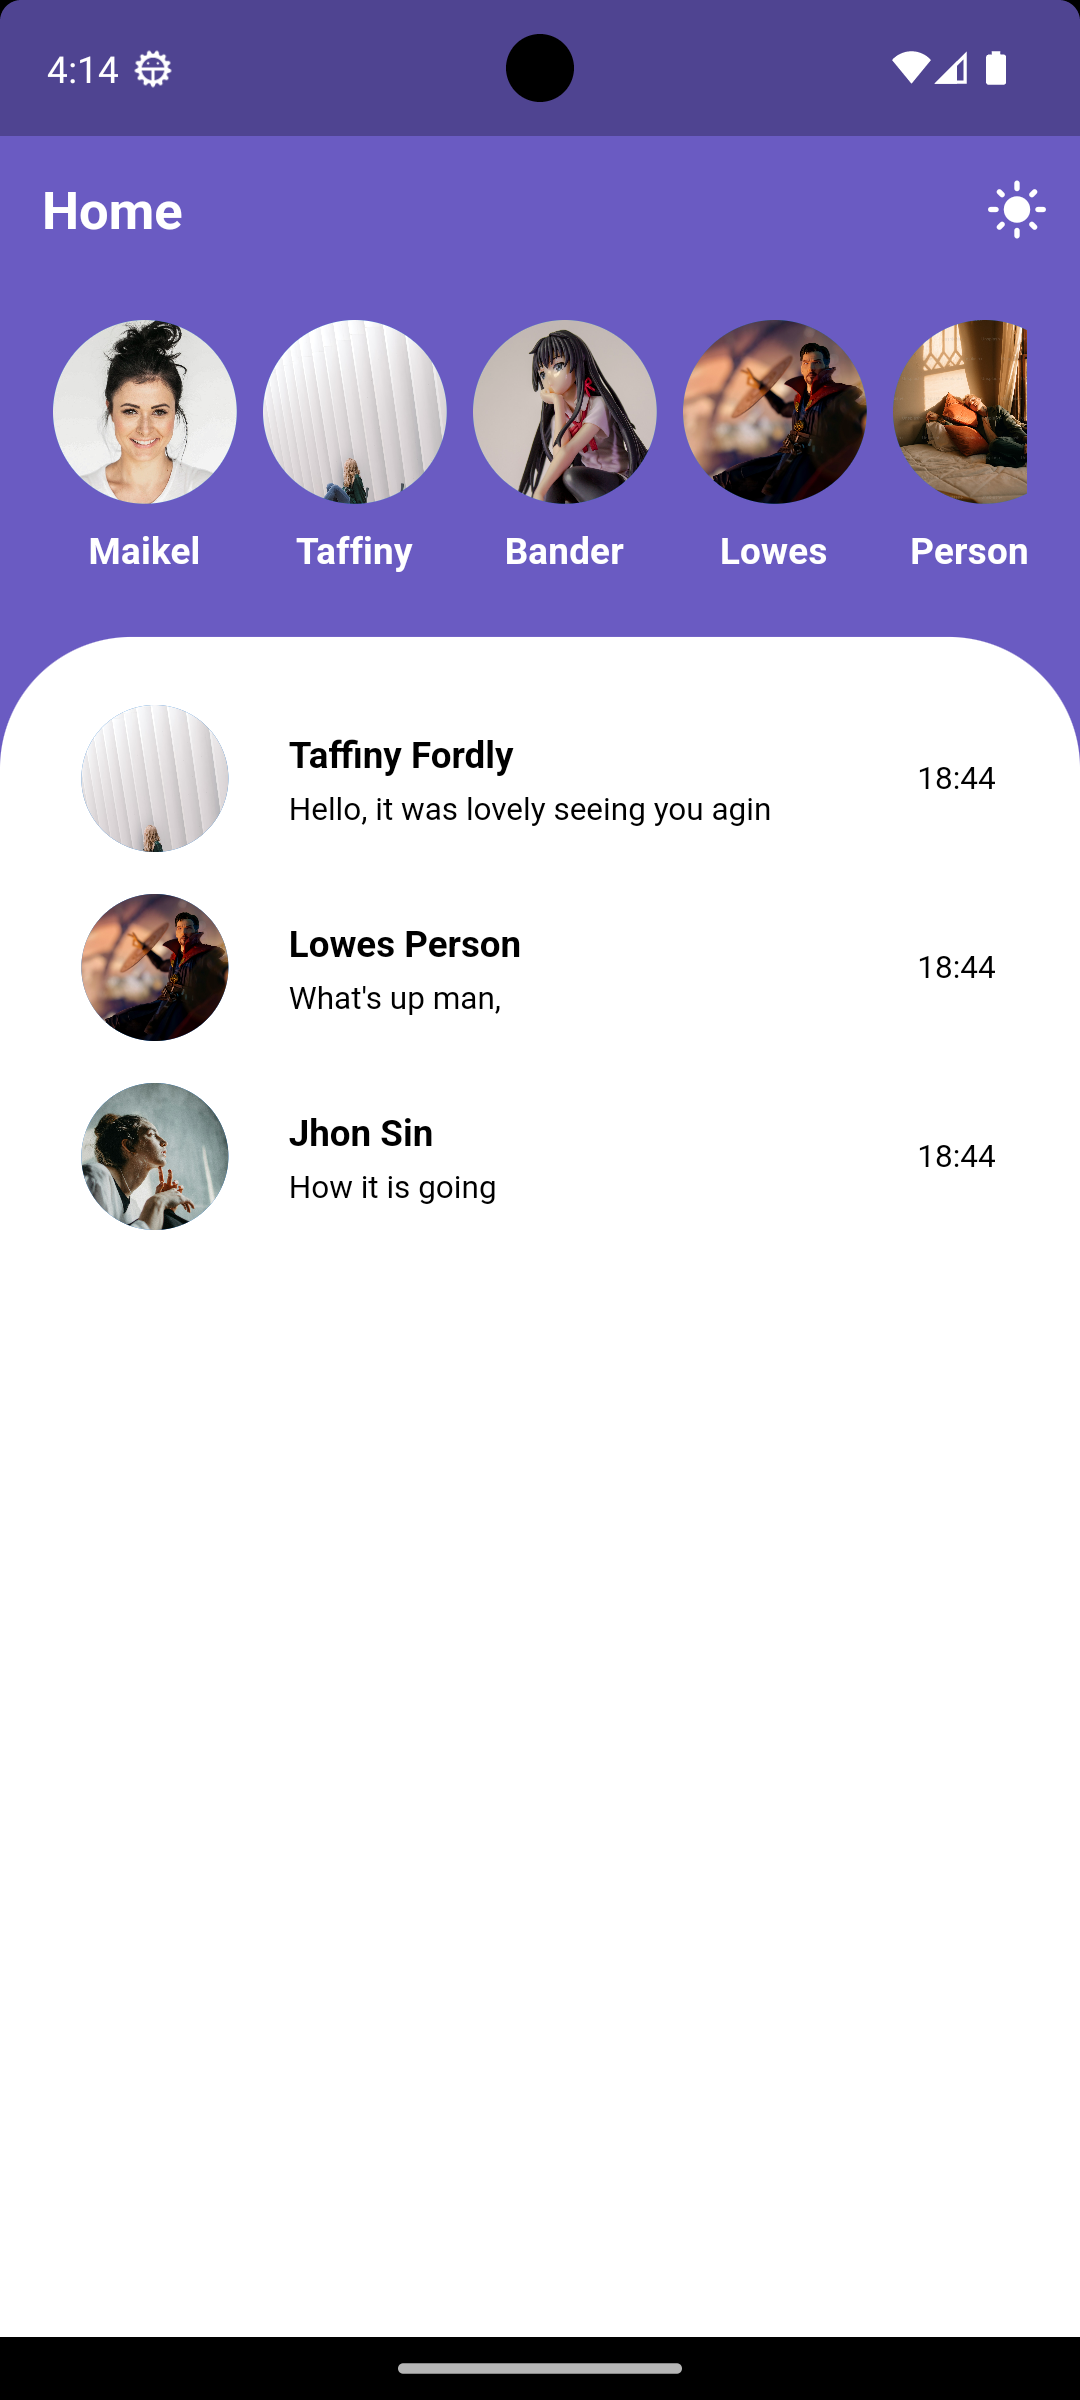 4:14
Home
Maikel
Taffiny
Bander
Lowes
Person
Taffiny Fordly
Hello, it was lovely seeing you agin
18:44
Lowes Person
What's up man,
18:44
Jhon Sin
How it is going
18:44